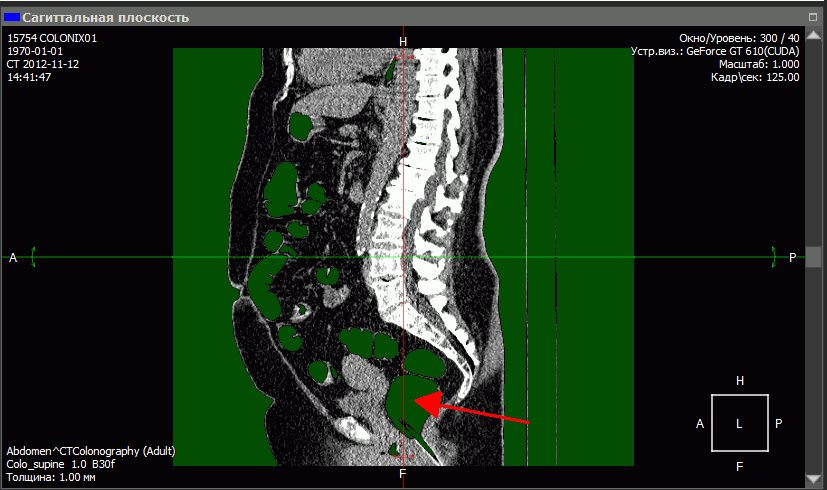 Сагиттальная плоскость
15754 COLONIX01
1970-01-01
CT 2012-11-12
14:41:47
Окно/Уровень: 300 / 40
Устр.виз.: GeForce GT 610(CUDA)
Масштаб: 1.000
Кадр\сек: 125.00
H
A
P
H
A L P
F
Abdomen^CTColonography (Adult)
Colo_supine 1.0 B30f
Толщина: 1.00 мм
F